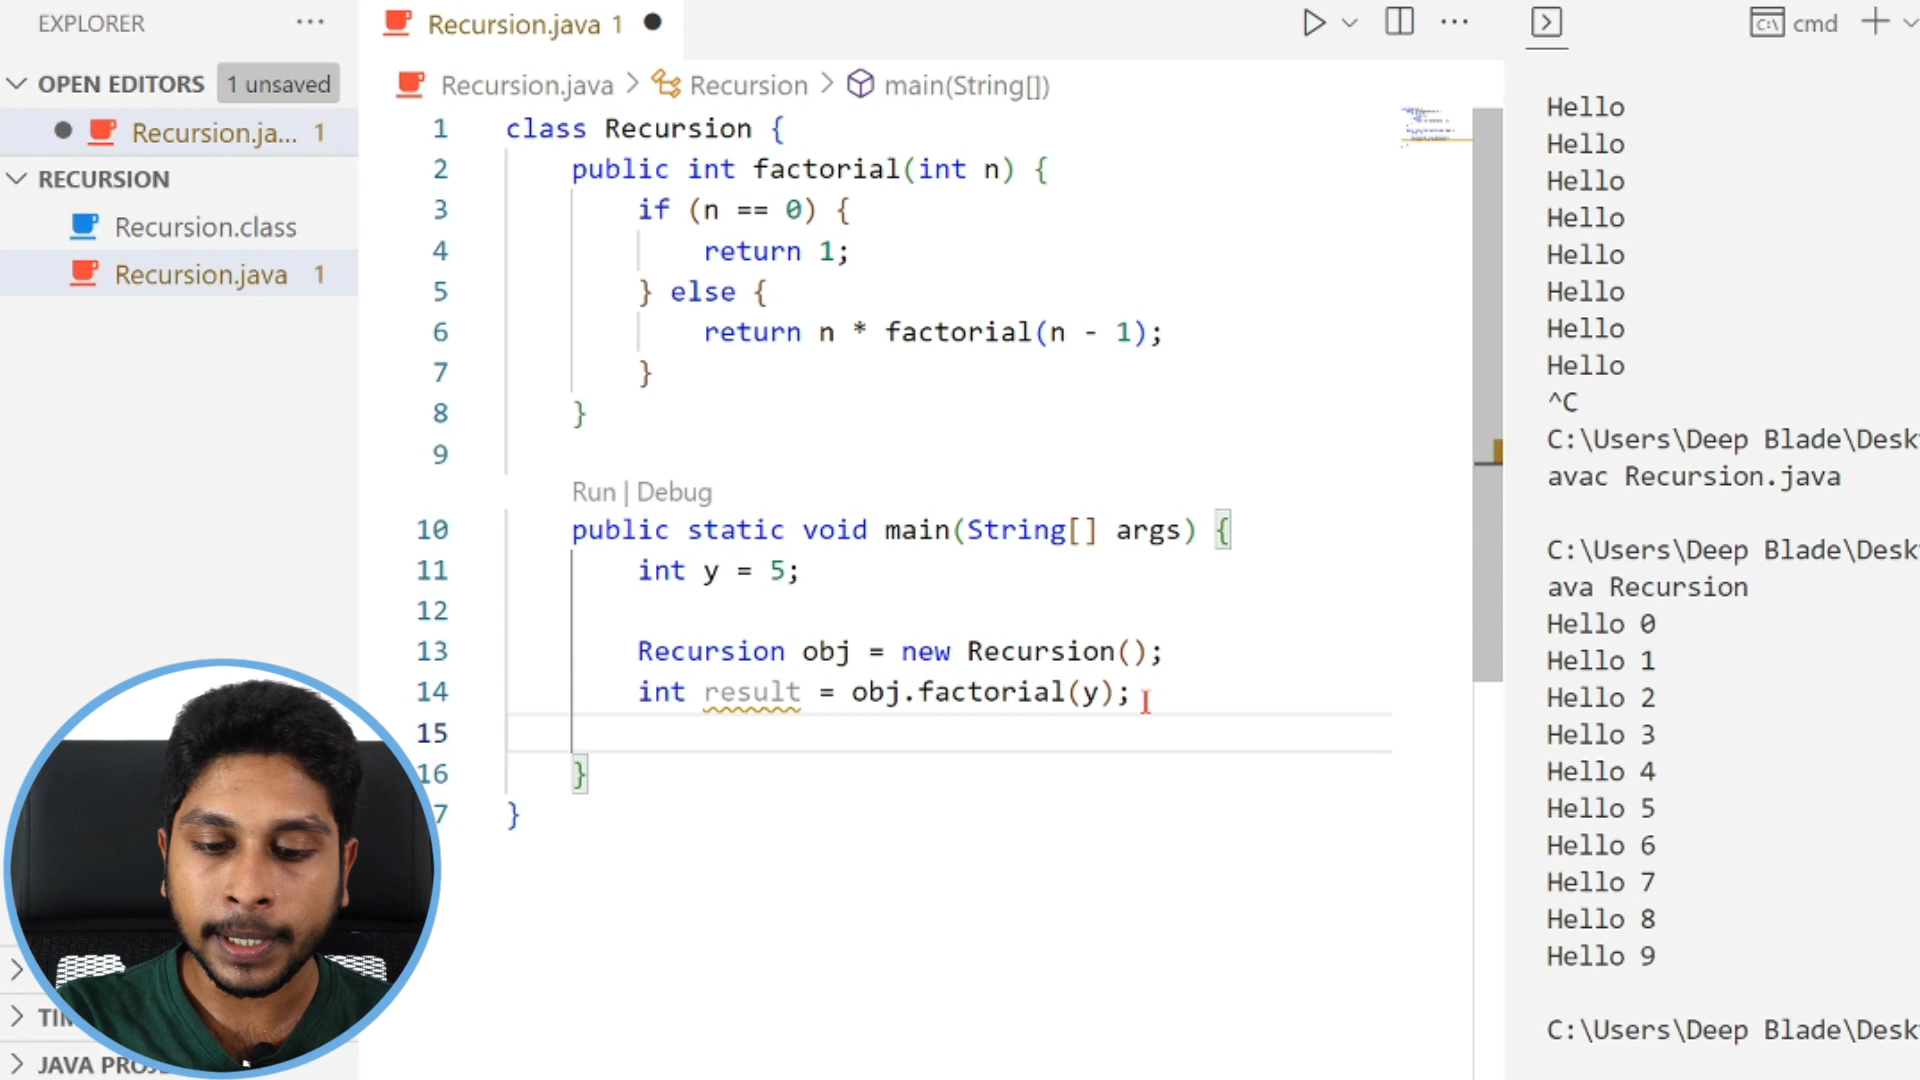 EXPLORER ...
OPEN EDITORS 1 unsaved
Recursion.ja... 1
RECURSION
Recursion.class
Recursion.java 1
JAVA
Recursion.java 1
Recursion.java > Recursion > main(String[])
1 class Recursion {
2 public int factorial(int n) {
3 if (n == 0) {
4 return 1;
5 } else {
6 return n * factorial(n - 1);
7 }
8 }
9
Run | Debug
10 public static void main(String[] args) {
11 int y = 5;
12
13 Recursion obj = new Recursion();
14 int result = obj.factorial(y);
15
16 }
7 }
cmd
Hello
Hello
Hello
Hello
Hello
Hello
Hello
Hello
^C
C:\Users\Deep Blade\Desk
avac Recursion.java
C:\Users\Deep Blade\Desk
ava Recursion
Hello 0
Hello 1
Hello 2
Hello 3
Hello 4
Hello 5
Hello 6
Hello 7
Hello 8
Hello 9
C:\Users\Deep Blade\Desk